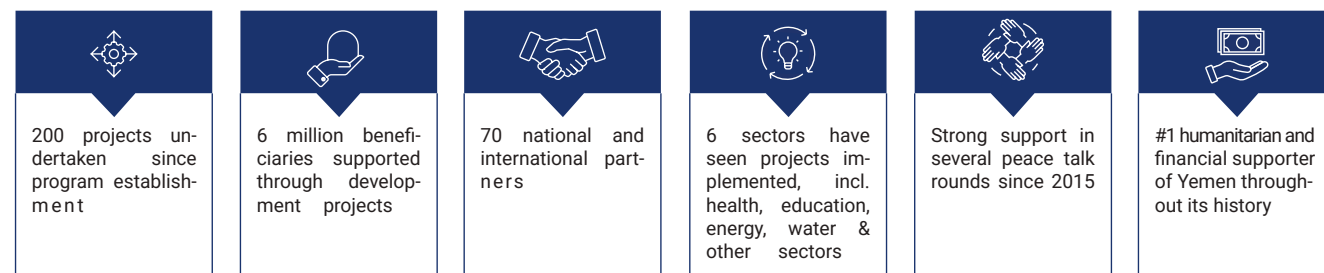 200 projects un-
dertaken since
program establish-
ment
6 million benefi-
ciaries supported
through develop-
ment projects
70 national and
international part-
ners
6 sectors have
seen projects im-
plemented, incl.
health, education,
energy, water &
other sectors
Strong support in
several peace talk
rounds since 2015
#1 humanitarian and
financial supporter
of Yemen through-
out its history